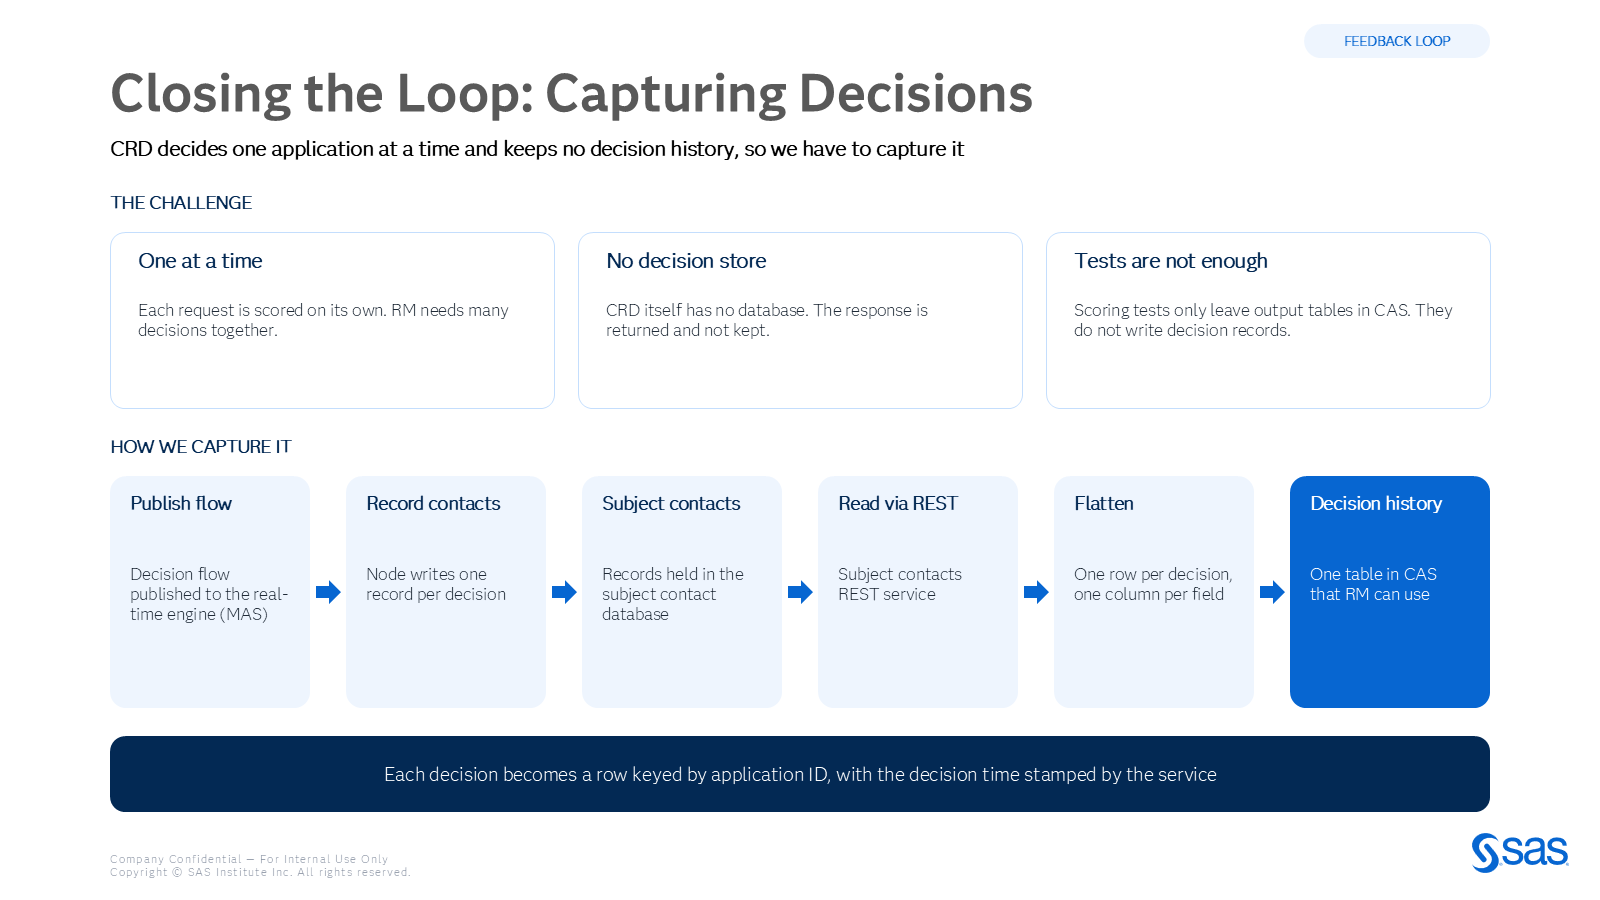 FEEDBACK LOOP
Closing the Loop: Capturing Decisions
CRD decides one application at a time and keeps no decision history, so we have to capture it
THE CHALLENGE
One at a time
Each request is scored on its own. RM needs many
decisions together.
No decision store
CRD itself has no database. The response is
returned and not kept.
Tests are not enough
Scoring tests only leave output tables in CAS. They
do not write decision records.
HOW WE CAPTURE IT
Publish flow
Decision flow
published to the real-
time engine (MAS)
Record contacts
Node writes one
record per decision
Subject contacts
Records held in the
subject contact
database
Read via REST
Subject contacts
REST service
Flatten
One row per decision,
one column per field
Decision history
One table in CAS
that RM can use
Each decision becomes a row keyed by application ID, with the decision time stamped by the service
Company Confidential – For Internal Use Only
Copyright © SAS Institute Inc. All rights reserved.
sas